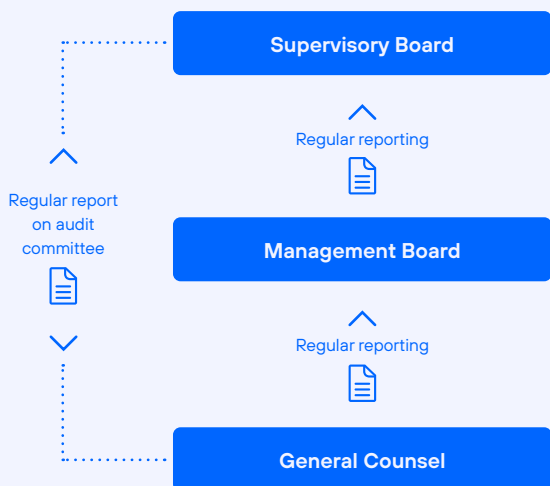 Supervisory Board
Regular reporting
Regular report
on audit
committee
Management Board
Regular reporting
General Counsel